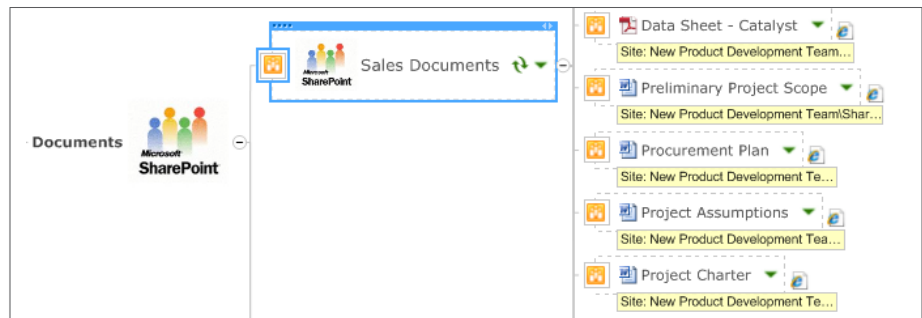 Documents
Microsoft
SharePoint
Microsoft
SharePoint
Sales Documents
Data Sheet - Catalyst
Site: New Product Development Team...
Preliminary Project Scope
Site: New Product Development Team\Shar...
Procurement Plan
Site: New Product Development Te...
Project Assumptions
Site: New Product Development Tea...
Project Charter
Site: New Product Development Te...